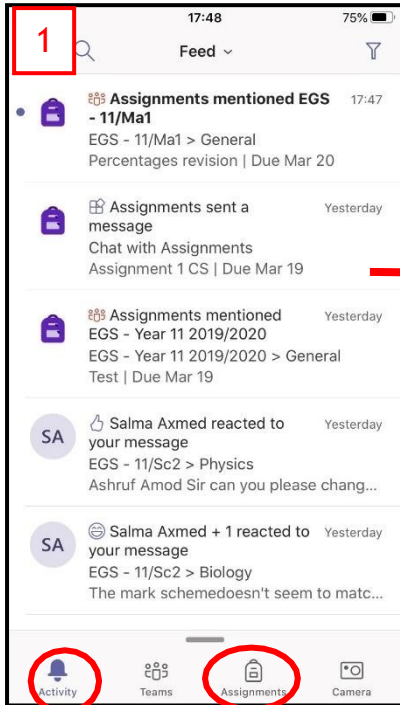 1
17:48
75%
Feed
Assignments mentioned EGS 17:47
- 11/Ma1
EGS - 11/Ma1 > General
Percentages revision | Due Mar 20
Assignments sent a Yesterday
message
Chat with Assignments
Assignment 1 CS | Due Mar 19
Assignments mentioned Yesterday
EGS - Year 11 2019/2020
EGS - Year 11 2019/2020 > General
Test | Due Mar 19
SA
Salma Axmed reacted to Yesterday
your message
EGS - 11/Sc2 > Physics
Ashruf Amod Sir can you please chang...
SA
Salma Axmed + 1 reacted to Yesterday
your message
EGS - 11/Sc2 > Biology
The mark schemedoesn't seem to matc...
Activity Teams Assignments Camera